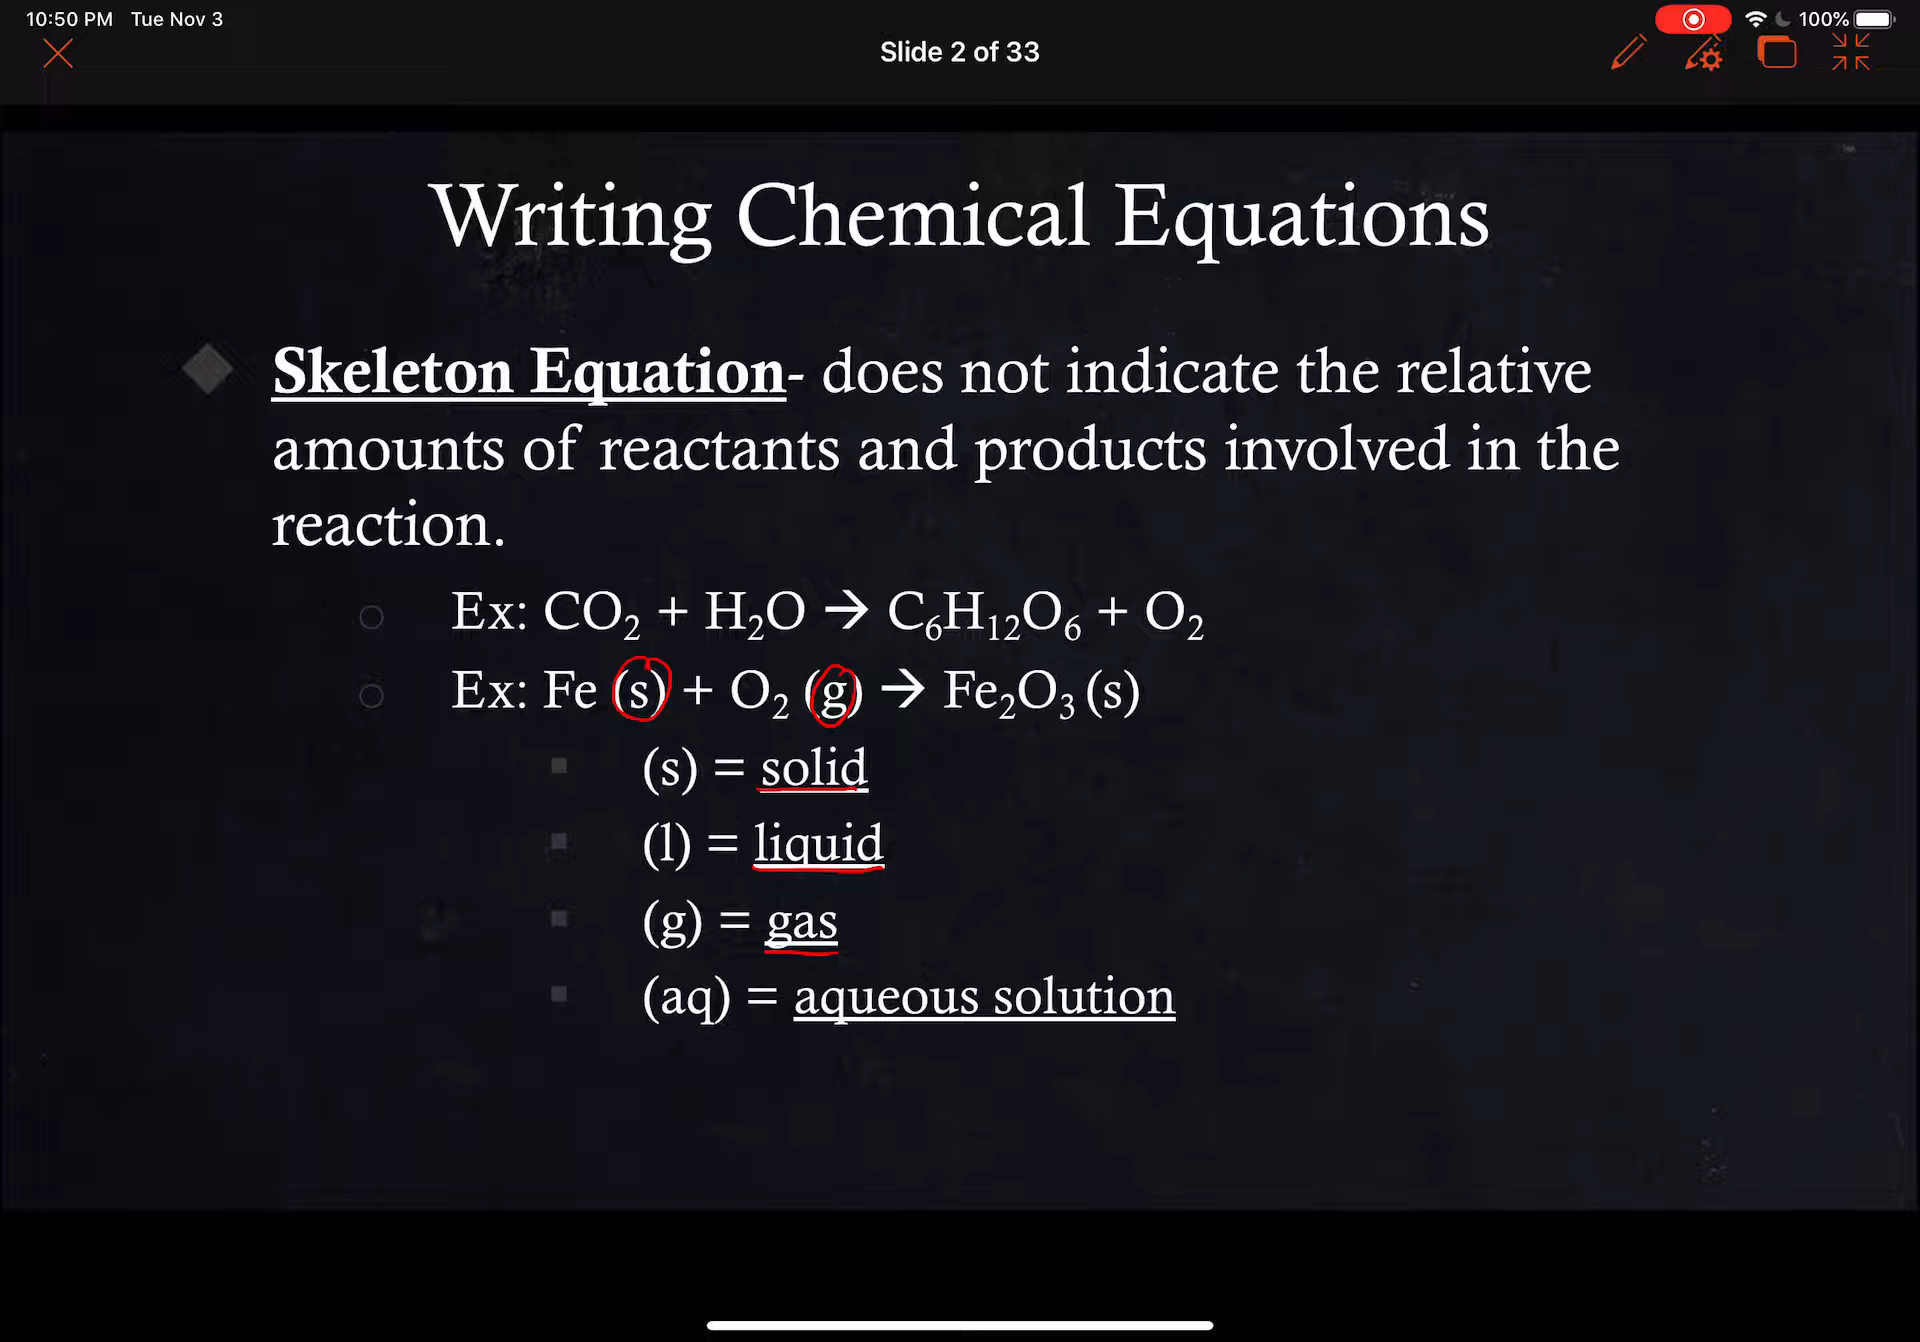 10:50 PM Tue Nov 3
100%
Slide 2 of 33
Writing Chemical Equations
Skeleton Equation- does not indicate the relative
amounts of reactants and products involved in the
reaction.
Ex: CO₂ + H₂O → C₆H₁₂O₆ + O₂
Ex: Fe (s) + O₂ (g) → Fe₂O₃ (s)
(s) = solid
(l) = liquid
(g) = gas
(aq) = aqueous solution